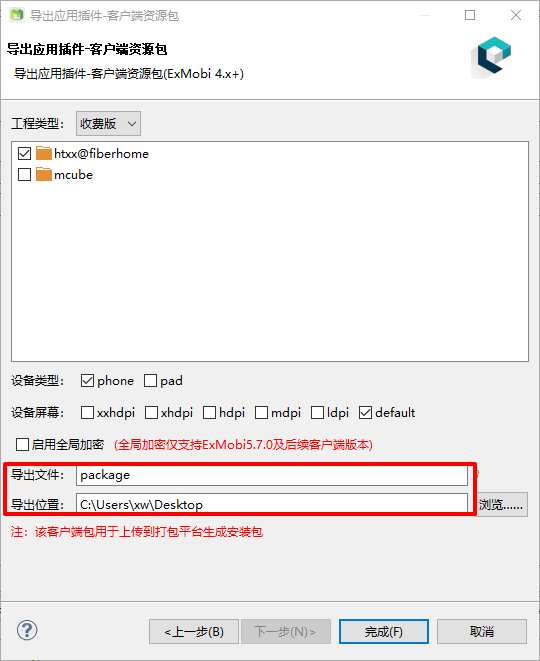 导出应用插件-客户端资源包
导出应用插件-客户端资源包
导出应用插件-客户端资源包(ExMobi 4.x+)
工程类型： 收费版
htxx@fiberhome
mcube
设备类型： phone pad
设备屏幕： xxhdpi xhdpi hdpi mdpi ldpi default
启用全局加密 (全局加密仅支持ExMobi5.7.0及后续客户端版本)
导出文件： package
导出位置： C:\Users\xw\Desktop 浏览......
注：该客户端包用于上传到打包平台生成安装包
? <上一步(B) 下一步(N)> 完成(F) 取消